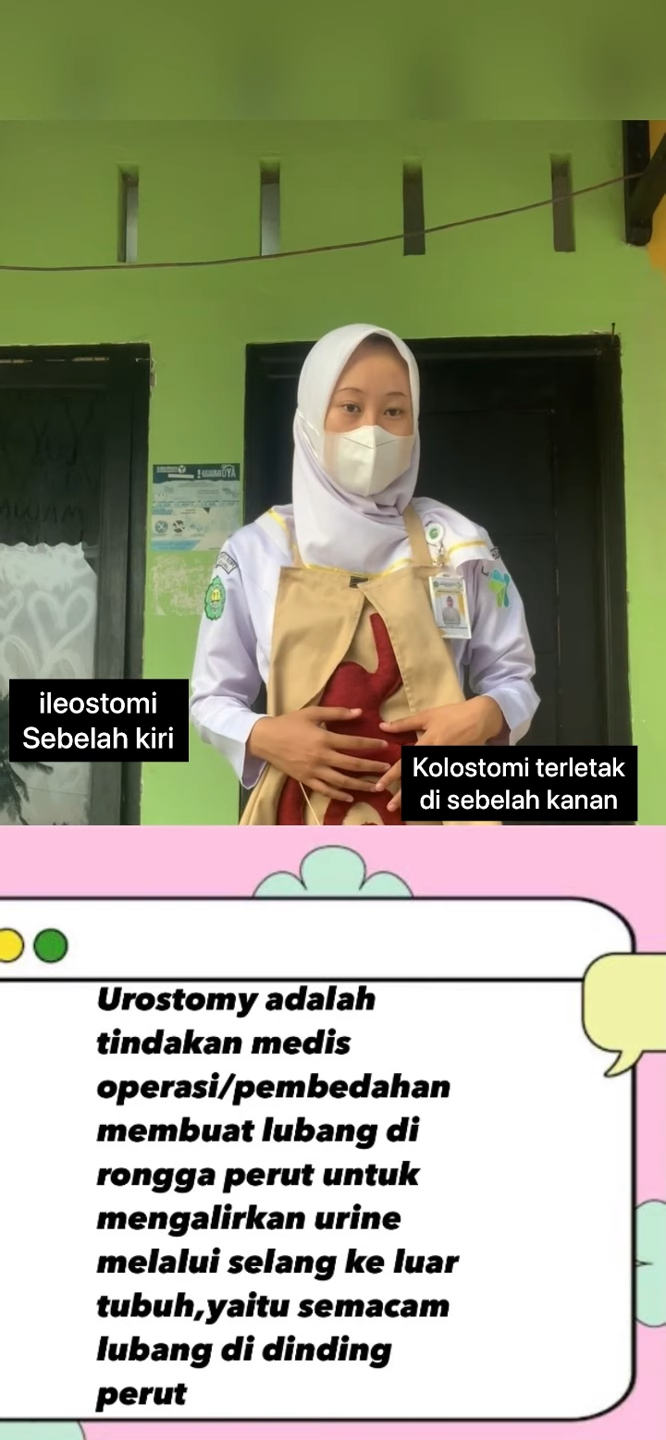 ileostomi
Sebelah kiri
Kolostomi terletak
di sebelah kanan
Urostomy adalah
tindakan medis
operasi/pembedahan
membuat lubang di
rongga perut untuk
mengalirkan urine
melalui selang ke luar
tubuh,yaitu semacam
lubang di dinding
perut